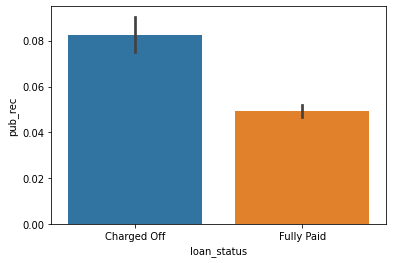 0.08
0.06
0.04
0.02
0.00
pub_rec
Charged Off
Fully Paid
loan_status